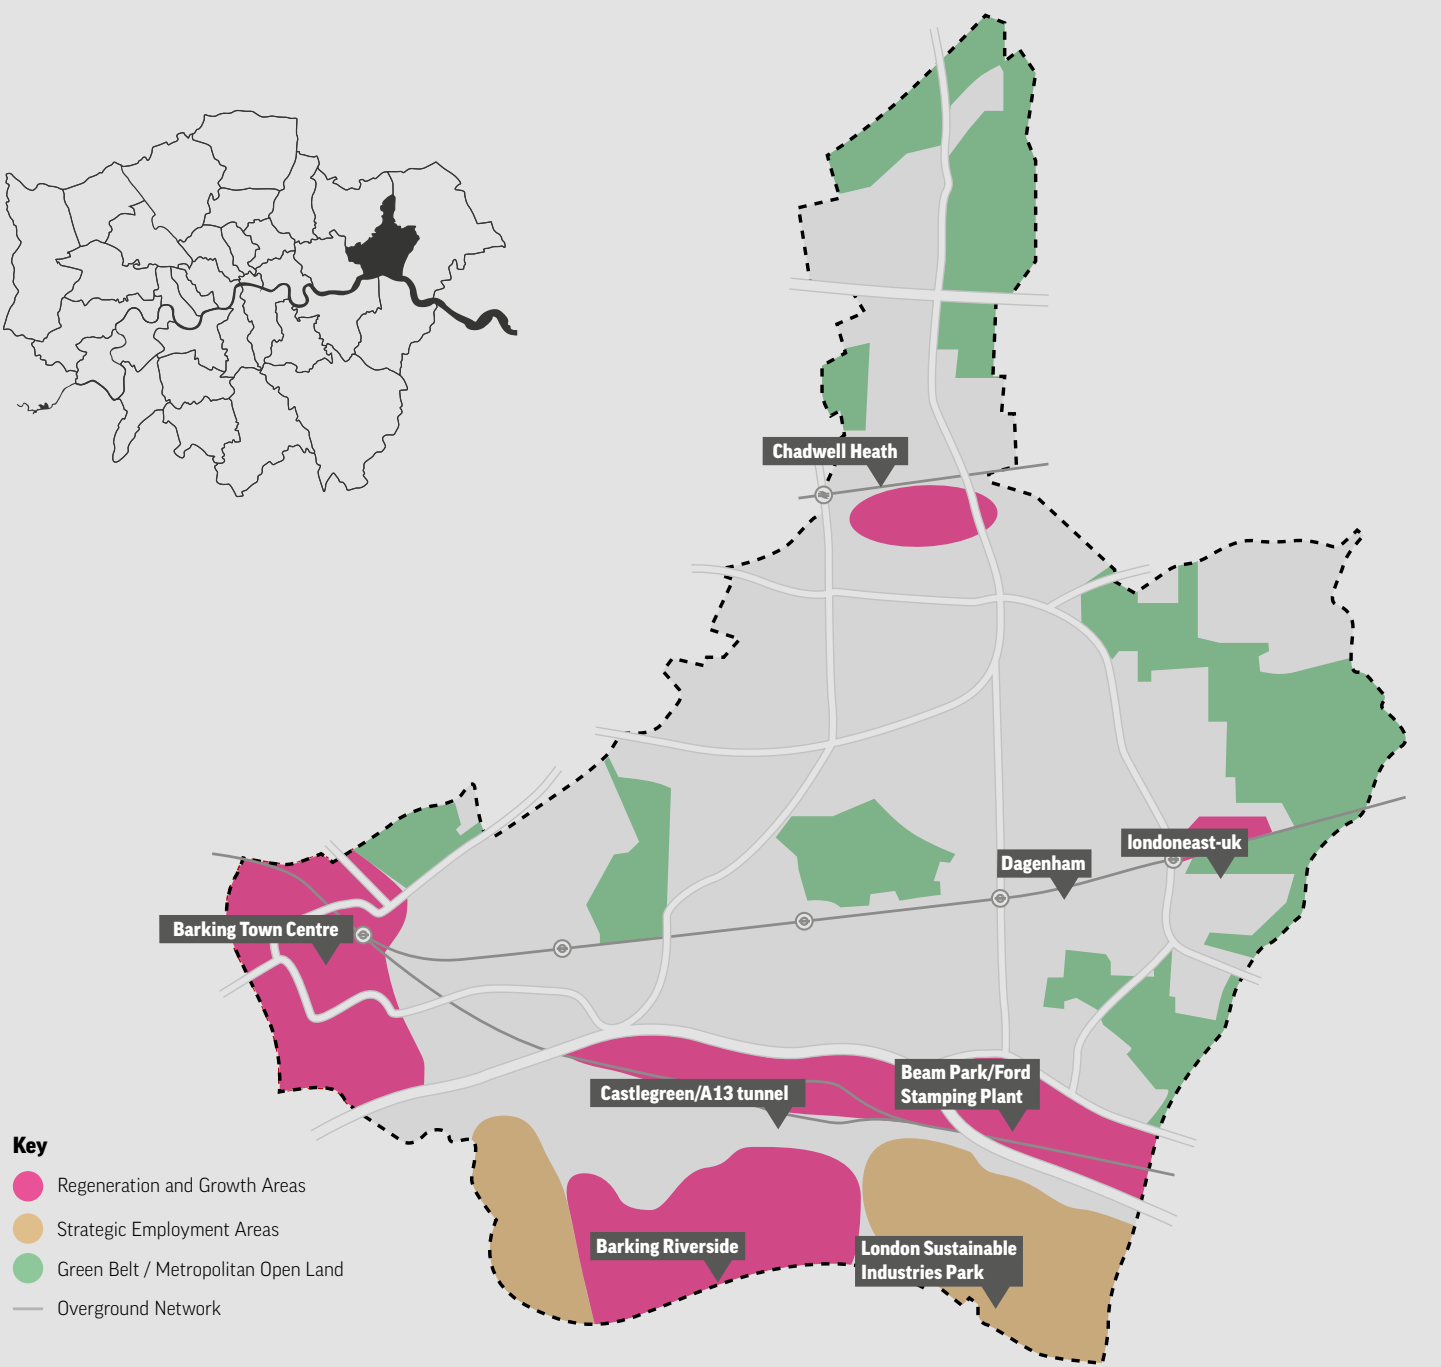 Chadwell Heath
londoneast-uk
Dagenham
Barking Town Centre
Beam Park/Ford
Stamping Plant
Castlegreen/A13 tunnel
Barking Riverside
London Sustainable
Industries Park
Key
Regeneration and Growth Areas
Strategic Employment Areas
Green Belt / Metropolitan Open Land
Overground Network